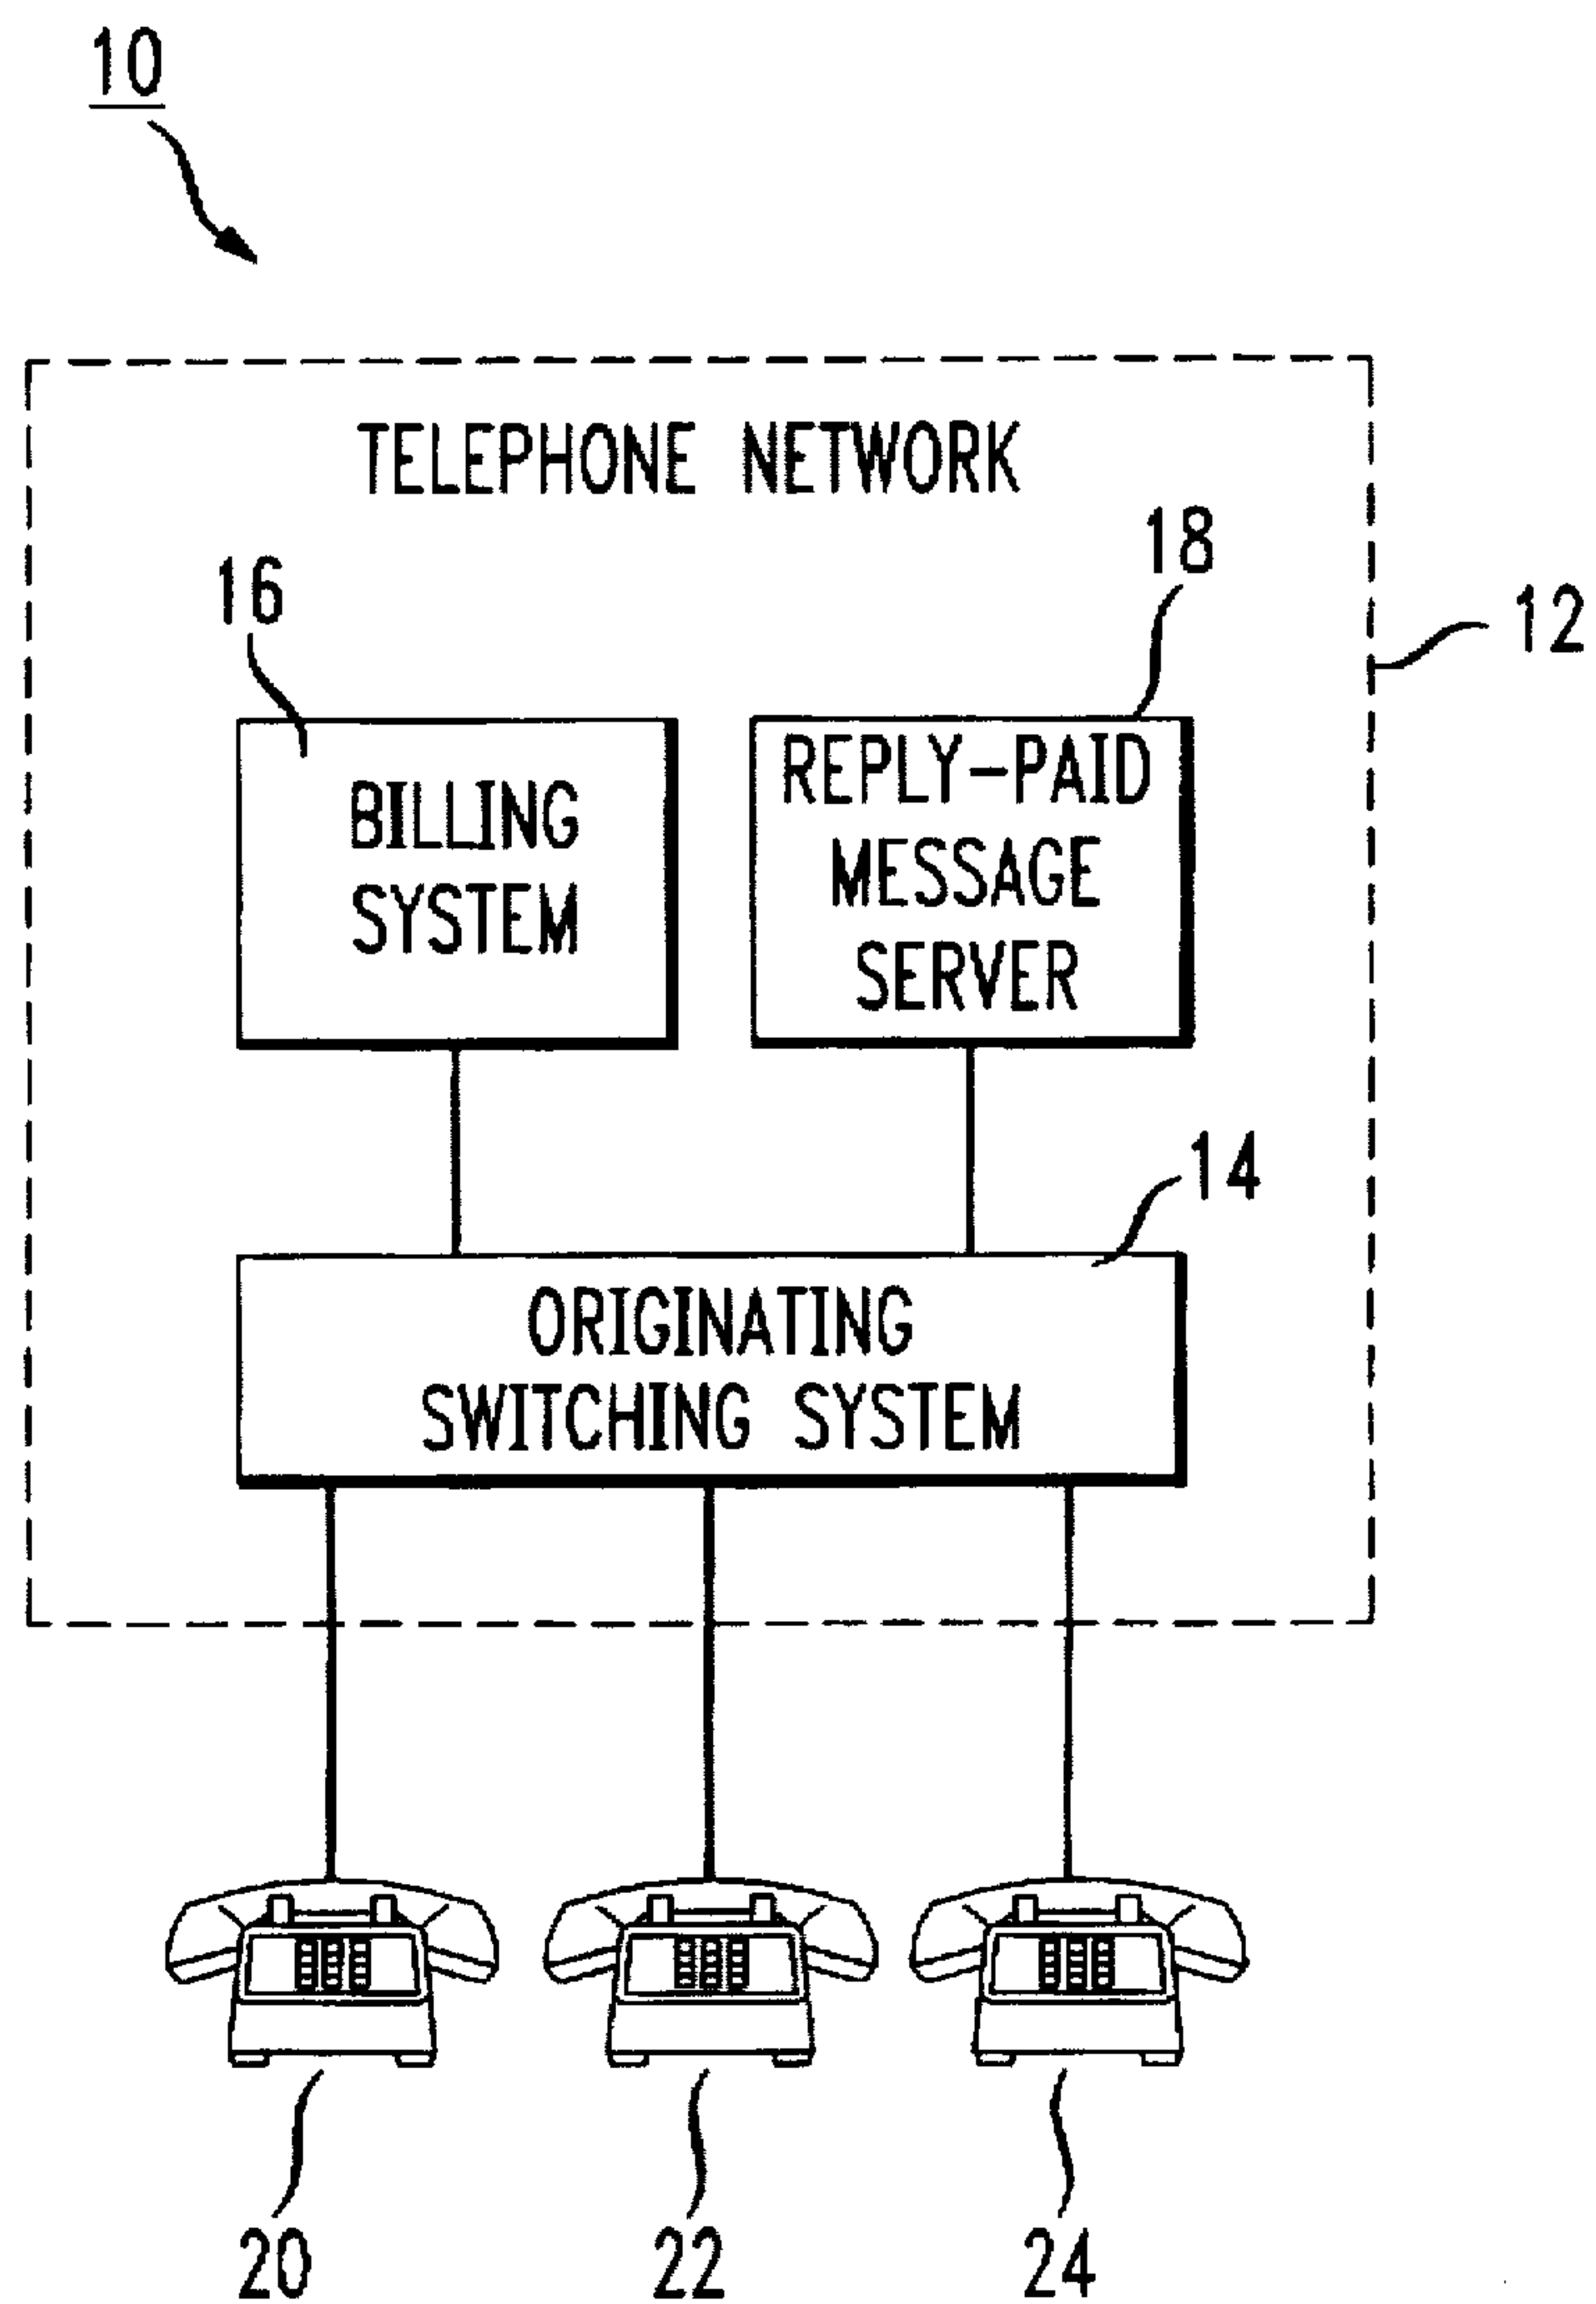 10
TELEPHONE NETWORK
18
16
12
BILLING
SYSTEM
REPLY-PAID
MESSAGE
SERVER
14
ORIGINATING
SWITCHING SYSTEM
20
22
24